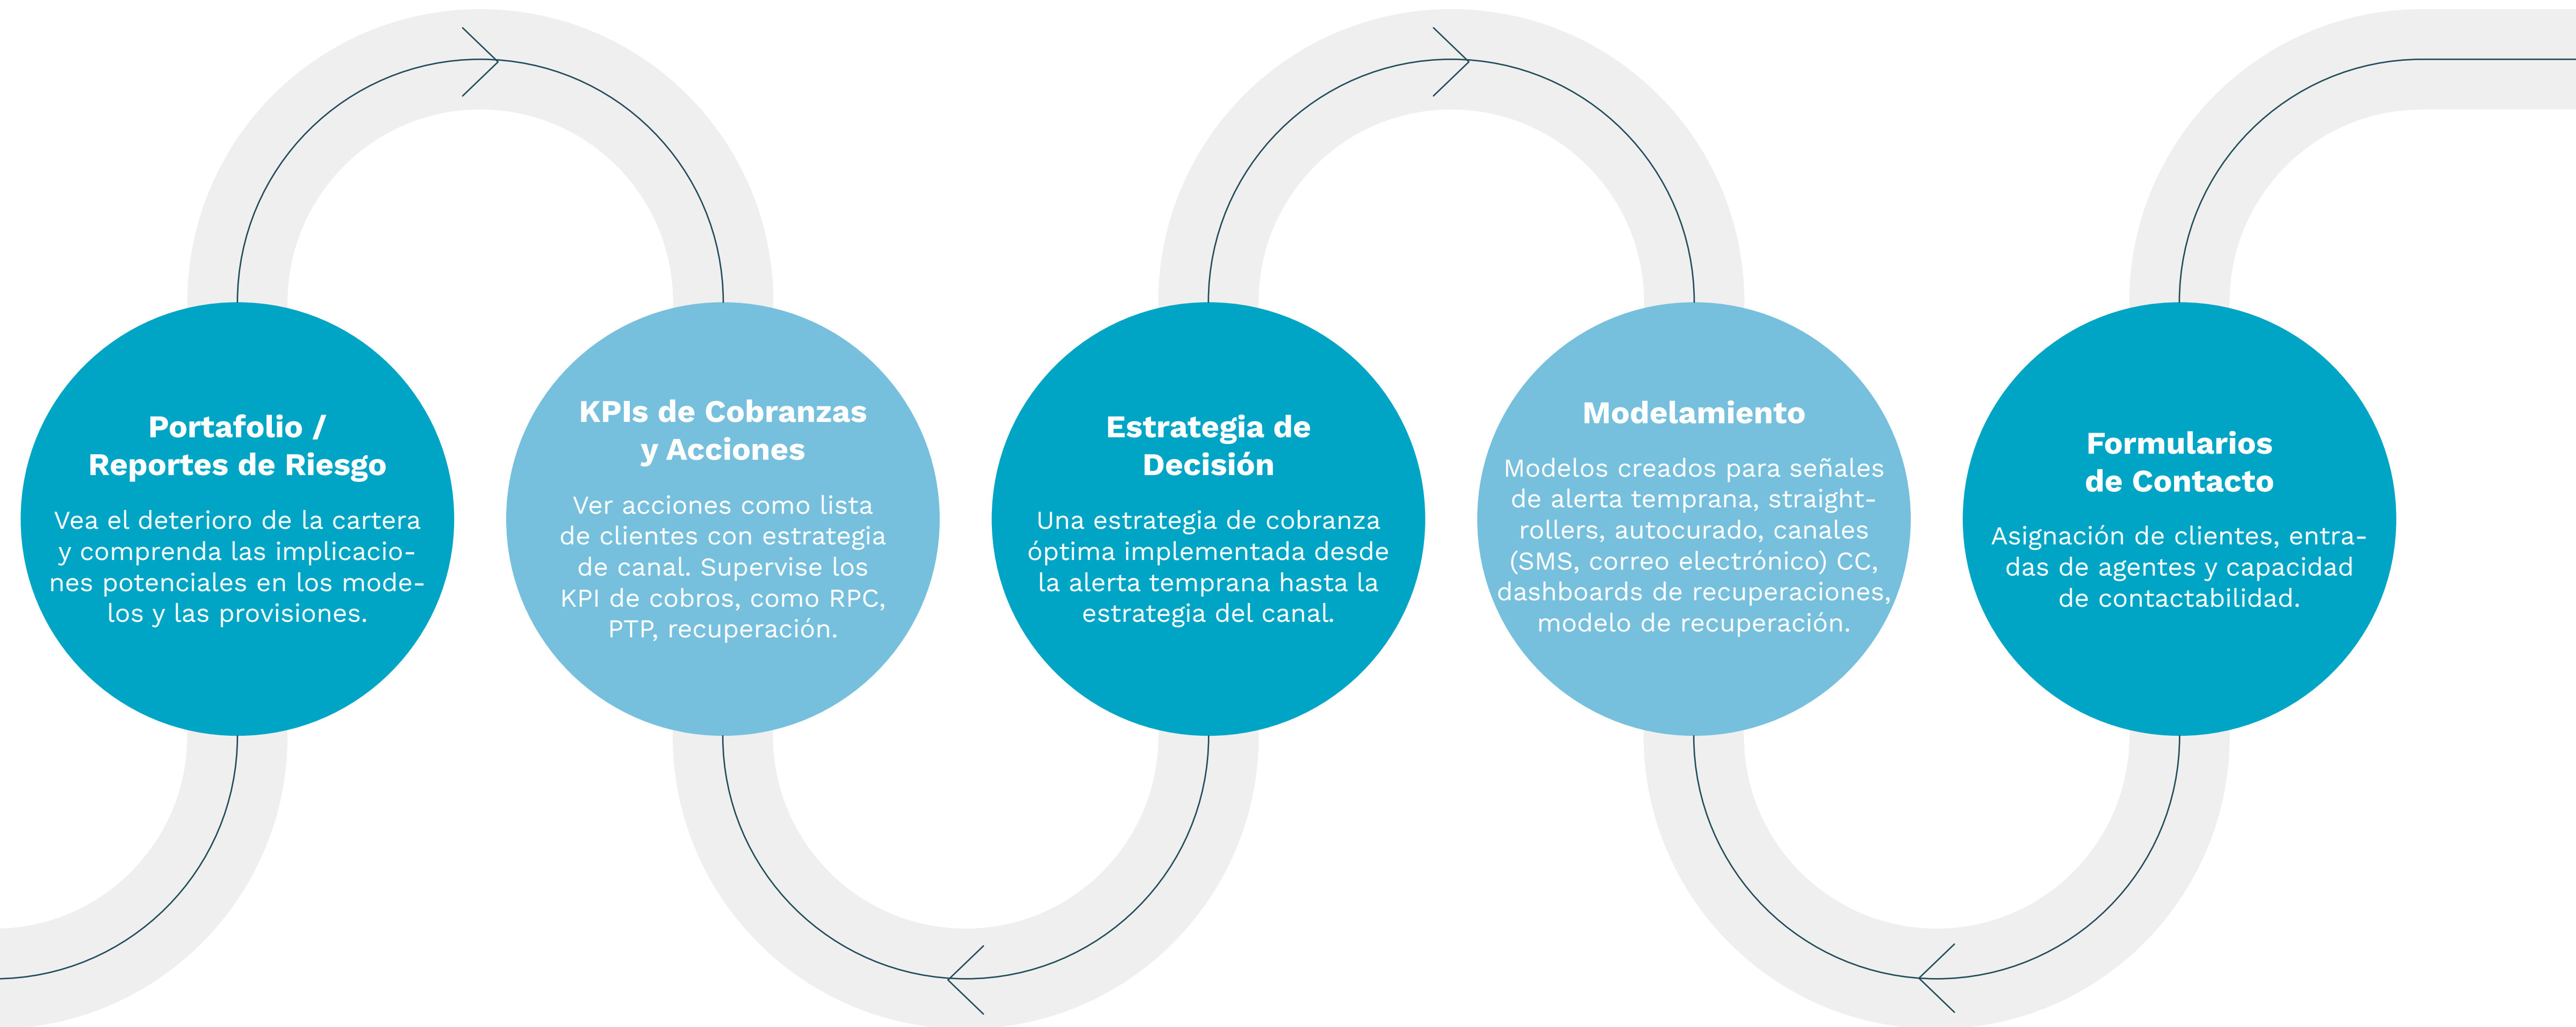 Portafolio /
Reportes de Riesgo
Vea el deterioro de la cartera
y comprenda las implicacio-
nes potenciales en los mode-
los y las provisiones.
KPIs de Cobranzas
y Acciones
Ver acciones como lista
de clientes con estrategia
de canal. Supervise los
KPI de cobros, como RPC,
PTP, recuperación.
Estrategia de
Decisión
Una estrategia de cobranza
óptima implementada desde
la alerta temprana hasta la
estrategia del canal.
Modelamiento
Modelos creados para señales
de alerta temprana, straight-
rollers, autocurado, canales
(SMS, correo electrónico) CC,
dashboards de recuperaciones,
modelo de recuperación.
Formularios
de Contacto
Asignación de clientes, entra-
das de agentes y capacidad
de contactabilidad.